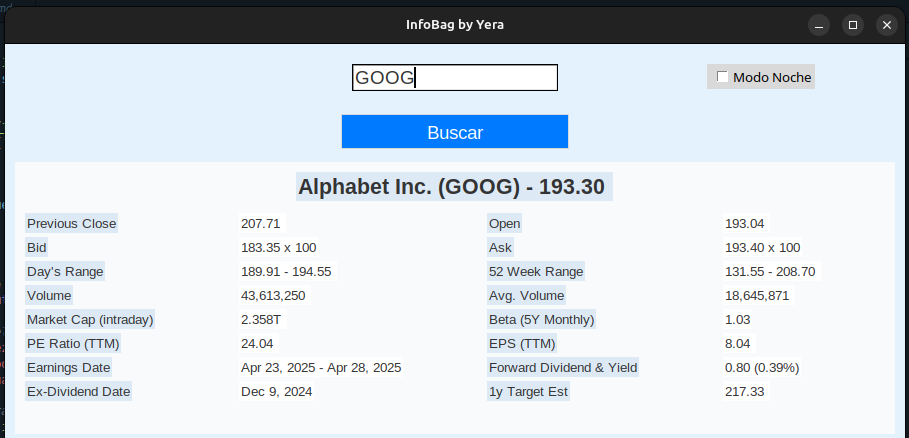 InfoBag by Yera
GOOG
Modo Noche
Buscar
Alphabet Inc. (GOOG) - 193.30
Previous Close 207.71 Open 193.04
Bid 183.35 x 100 Ask 193.40 x 100
Day's Range 189.91 - 194.55 52 Week Range 131.55 - 208.70
Volume 43,613,250 Avg. Volume 18,645,871
Market Cap (intraday) 2.358T Beta (5Y Monthly) 1.03
PE Ratio (TTM) 24.04 EPS (TTM) 8.04
Earnings Date Apr 23, 2025 - Apr 28, 2025 Forward Dividend & Yield 0.80 (0.39%)
Ex-Dividend Date Dec 9, 2024 1y Target Est 217.33